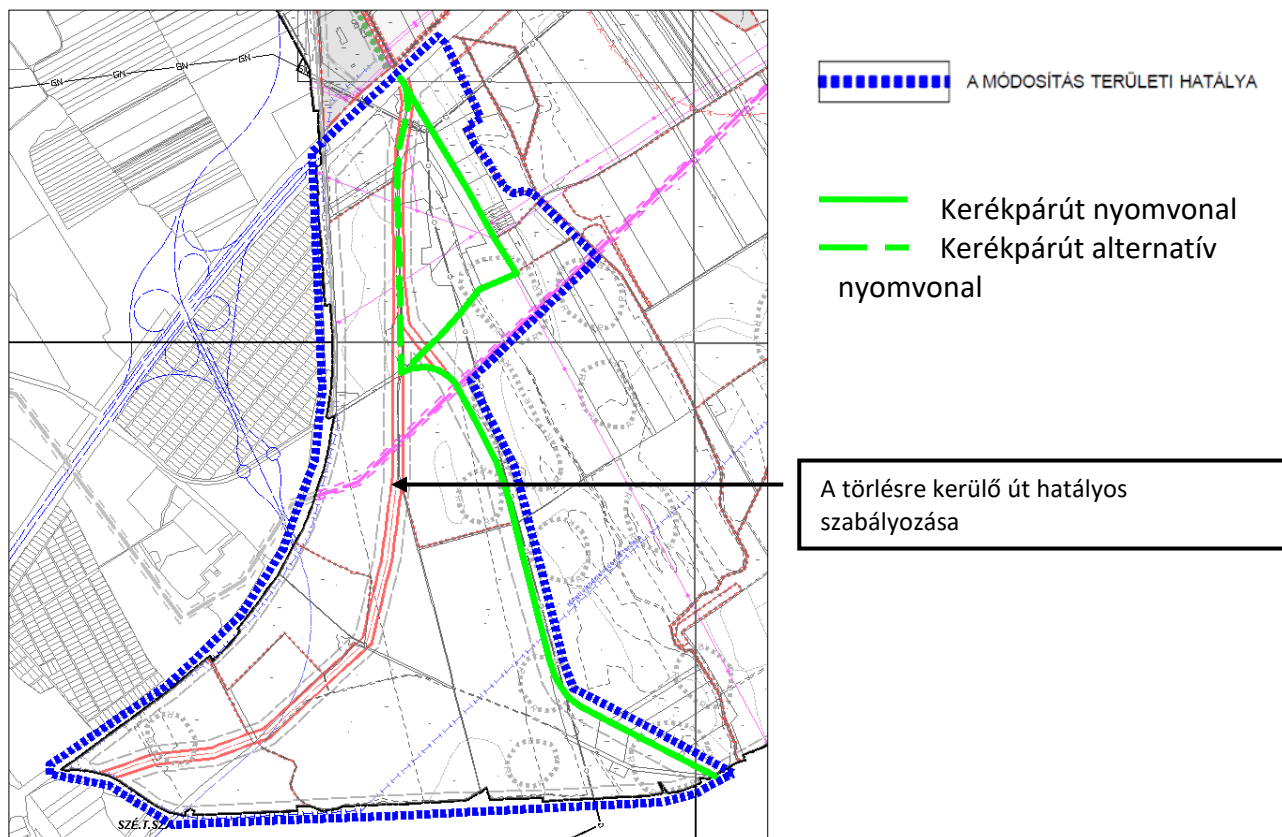 GN
GN
GN
GN
A MÓDOSÍTÁS TERÜLETI HATÁLYA
Kerékpárút nyomvonal
Kerékpárút alternatív
nyomvonal
A törlésre kerülő út hatályos
szabályozása
SZÉ.T.SZ